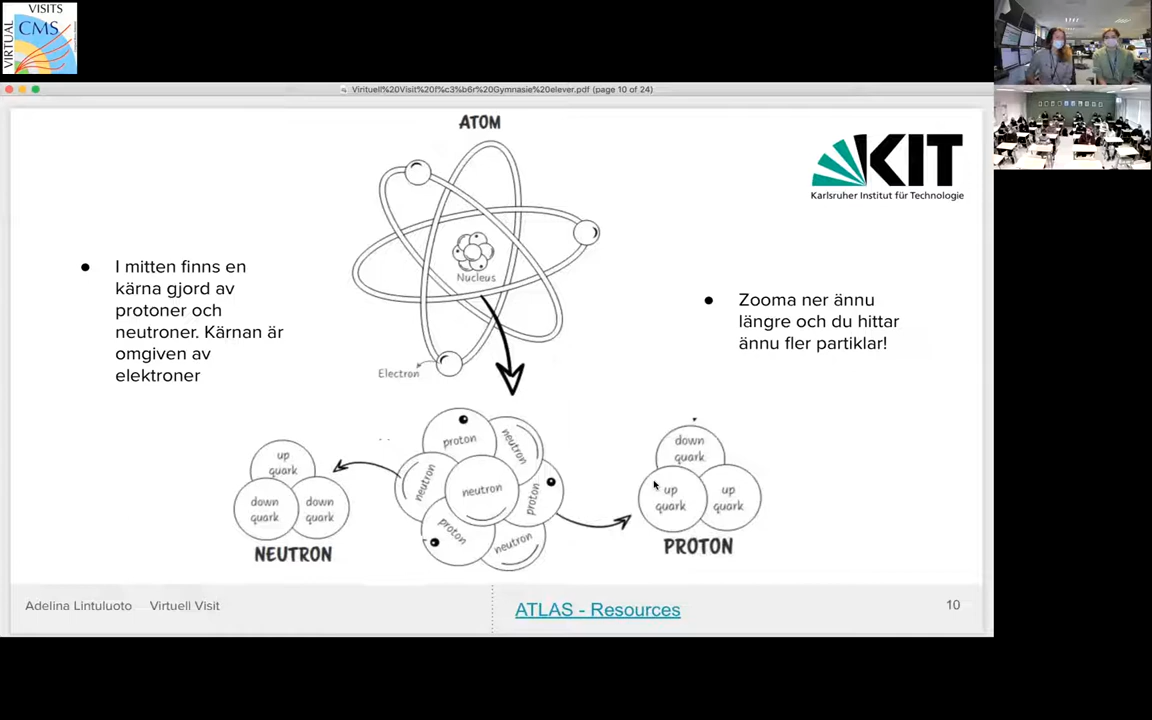 VIRTUAL
VISITS
CMS
Virituell%20Visit%20f%c3%b6r%20Gymnasie%20elever.pdf (page 10 of 24)
ATOM
KIT
Karlsruher Institut für Technologie
Nucleus
Electron
I mitten finns en
kärna gjord av
protoner och
neutroner. Kärnan är
omgiven av
elektroner
Zooma ner ännu
längre och du hittar
ännu fler partiklar!
up
quark
down
quark
down
quark
NEUTRON
proton
neutron
neutron
neutron
proton
proton
neutron
down
quark
up
quark
up
quark
PROTON
Adelina Lintuluoto Virtuell Visit
ATLAS - Resources
10